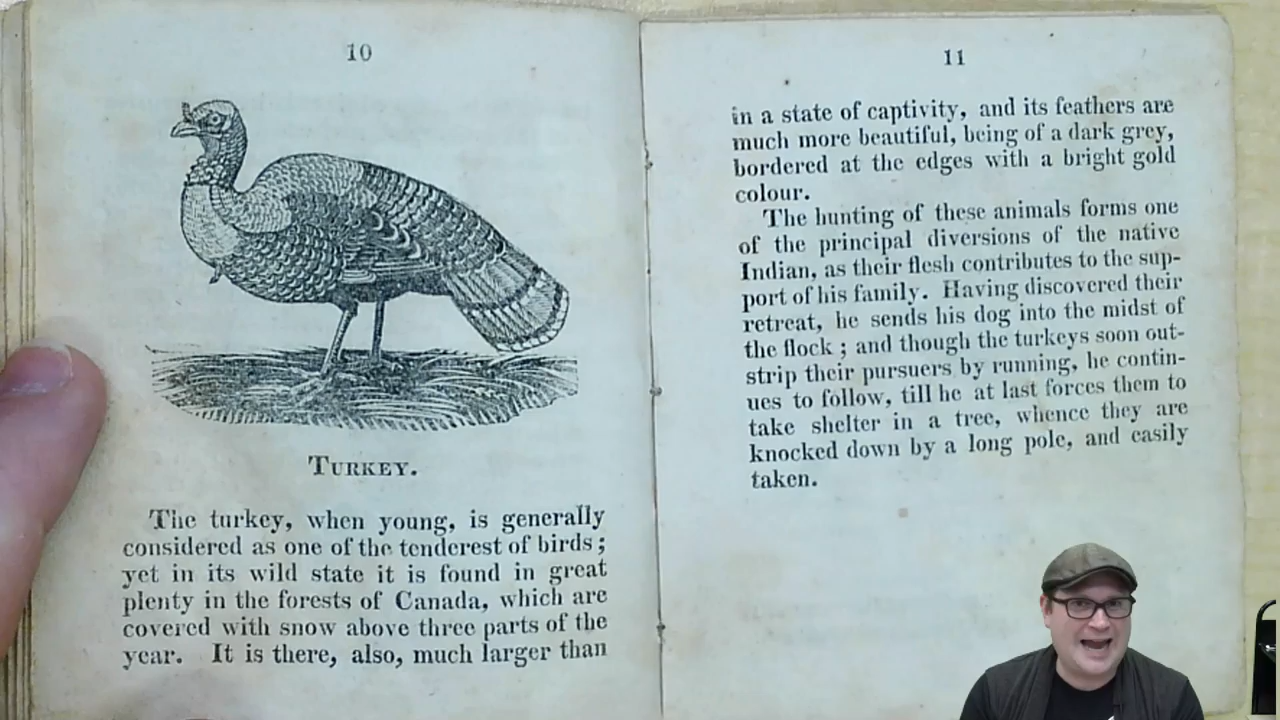 10
TURKEY.
The turkey, when young, is generally
considered as one of the tenderest of birds ;
yet in its wild state it is found in great
plenty in the forests of Canada, which are
covered with snow above three parts of the
year. It is there, also, much larger than
11
in a state of captivity, and its feathers are
much more beautiful, being of a dark grey,
bordered at the edges with a bright gold
colour.
The hunting of these animals forms one
of the principal diversions of the native
Indian, as their flesh contributes to the sup-
port of his family. Having discovered their
retreat, he sends his dog into the midst of
the flock ; and though the turkeys soon out-
strip their pursuers by running, he contin-
ues to follow, till he at last forces them to
take shelter in a tree, whence they are
knocked down by a long pole, and easily
taken.